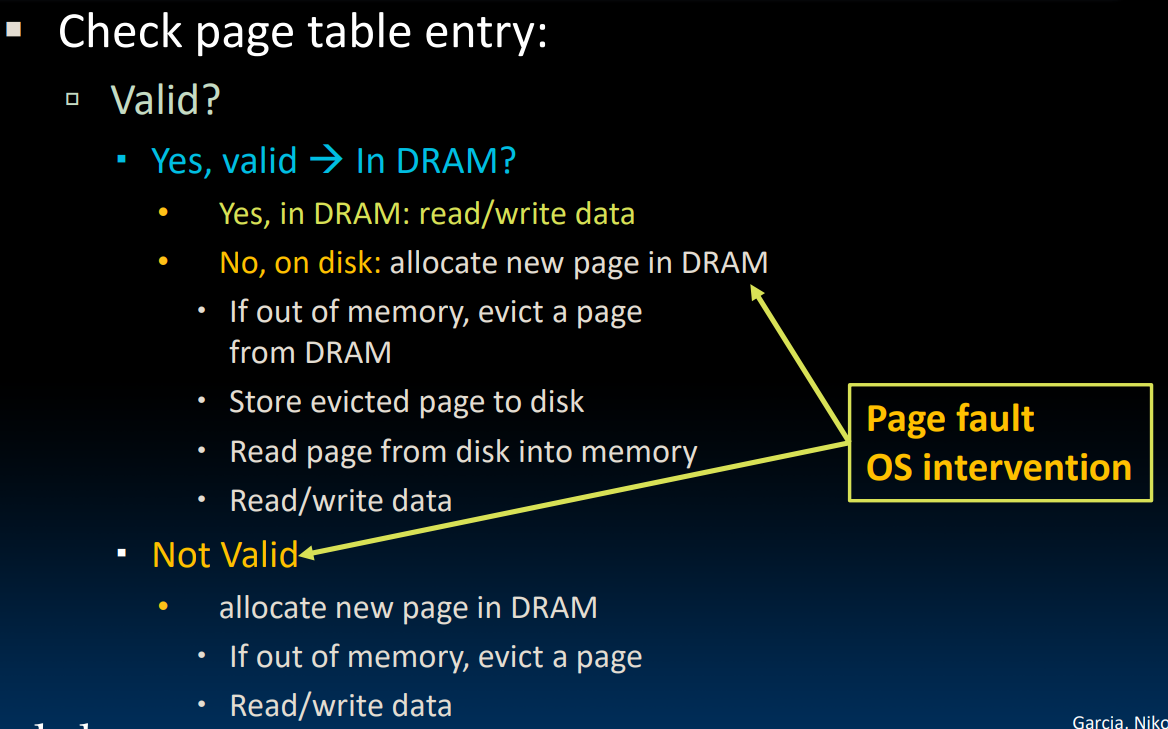 Check page table entry:
Valid?
Yes, valid → In DRAM?
Yes, in DRAM: read/write data
No, on disk: allocate new page in DRAM
If out of memory, evict a page
from DRAM
Store evicted page to disk
Read page from disk into memory
Read/write data
Page fault
OS intervention
Not Valid
allocate new page in DRAM
If out of memory, evict a page
Read/write data
Garcia,